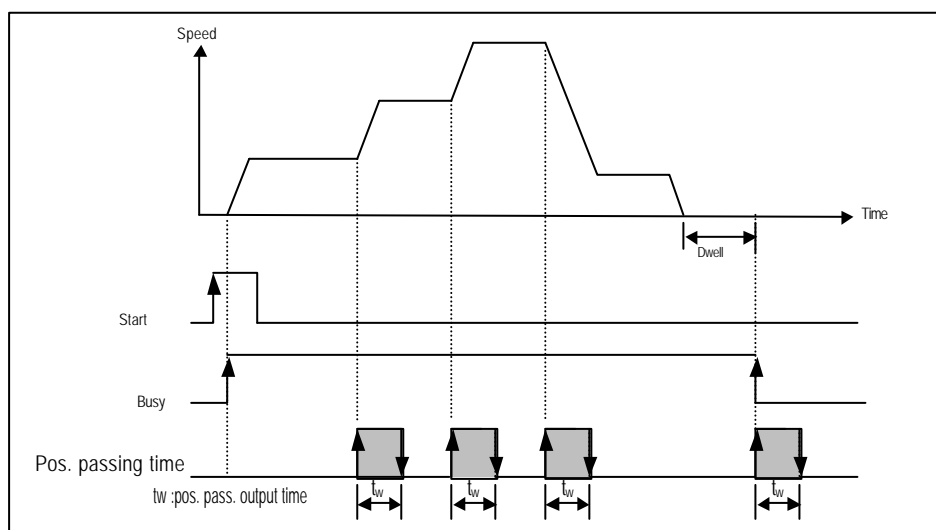 Speed
Time
Dwell
Start
Busy
Pos. passing time
tw :pos. pass. output time
tw
tw
tw
tw